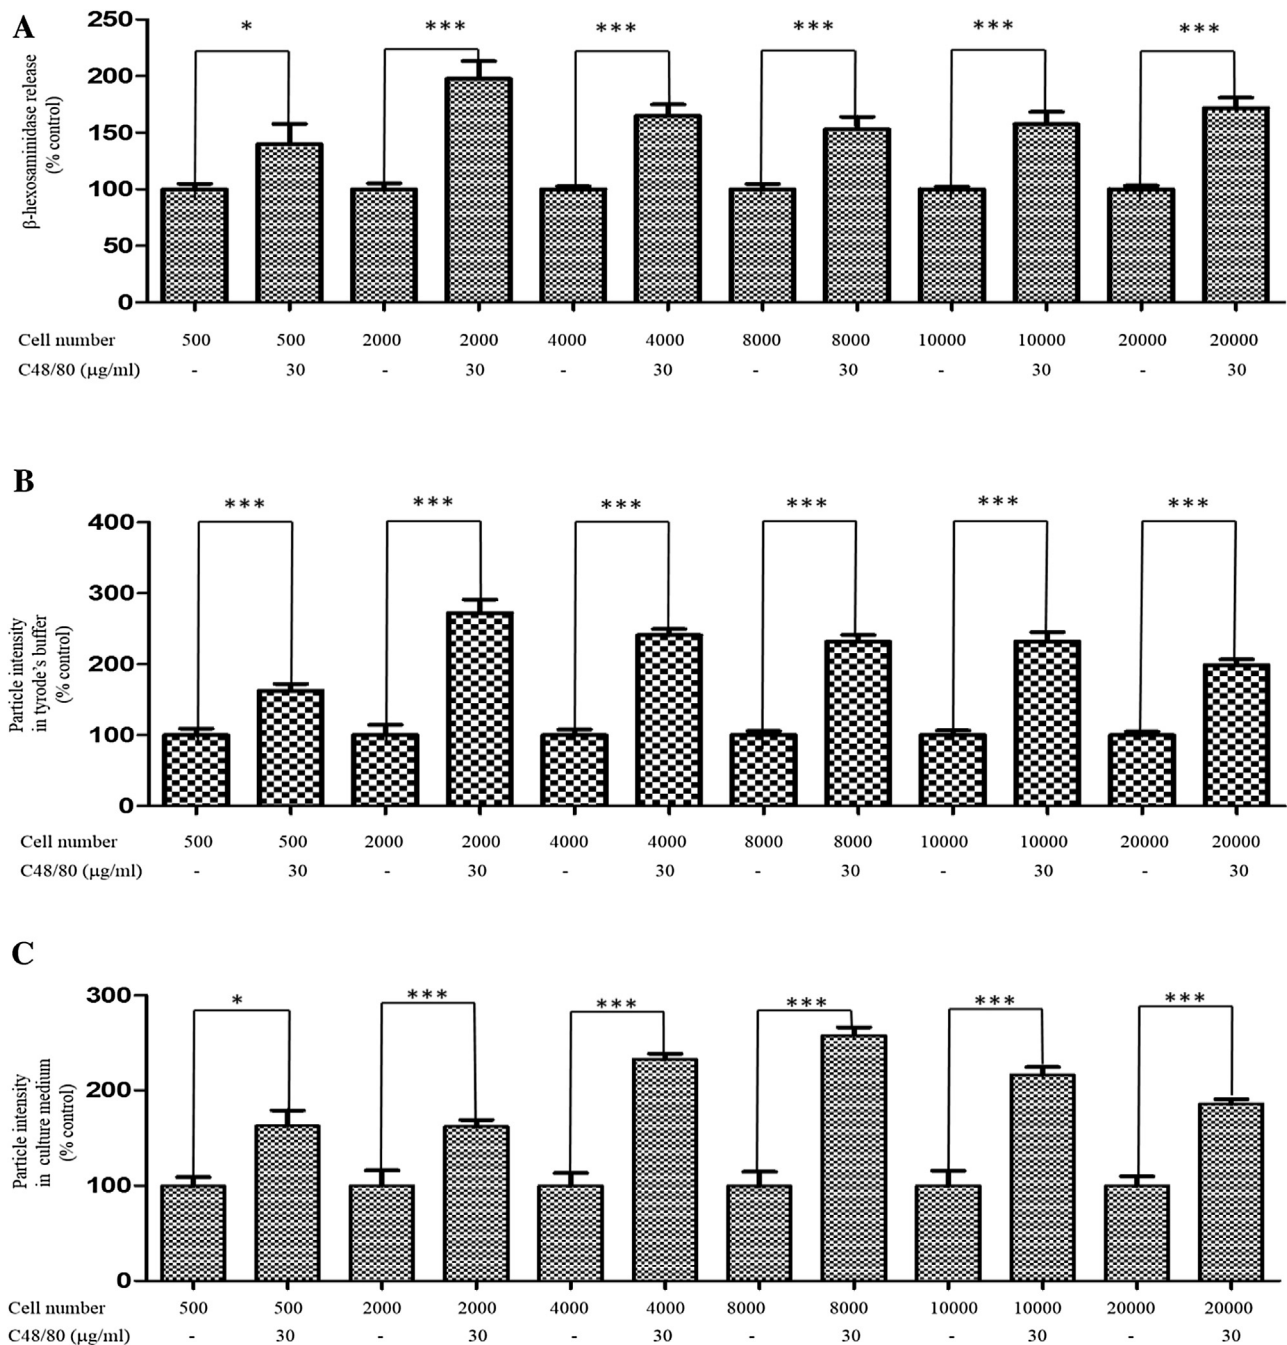 A
β-hexosaminidase release
(% control)
250
200
150
100
50
0
* *** *** *** *** ***
Cell number 500 500 2000 2000 4000 4000 8000 8000 10000 10000 20000 20000
C48/80 (μg/ml) - 30 - 30 - 30 - 30 - 30 - 30
B
Particle intensity
in tyrode’s buffer
(% control)
400
300
200
100
0
*** *** *** *** *** ***
Cell number 500 500 2000 2000 4000 4000 8000 8000 10000 10000 20000 20000
C48/80 (μg/ml) - 30 - 30 - 30 - 30 - 30 - 30
C
Particle intensity
in culture medium
(% control)
300
200
100
0
* *** *** *** *** ***
Cell number 500 500 2000 2000 4000 4000 8000 8000 10000 10000 20000 20000
C48/80 (μg/ml) - 30 - 30 - 30 - 30 - 30 - 30